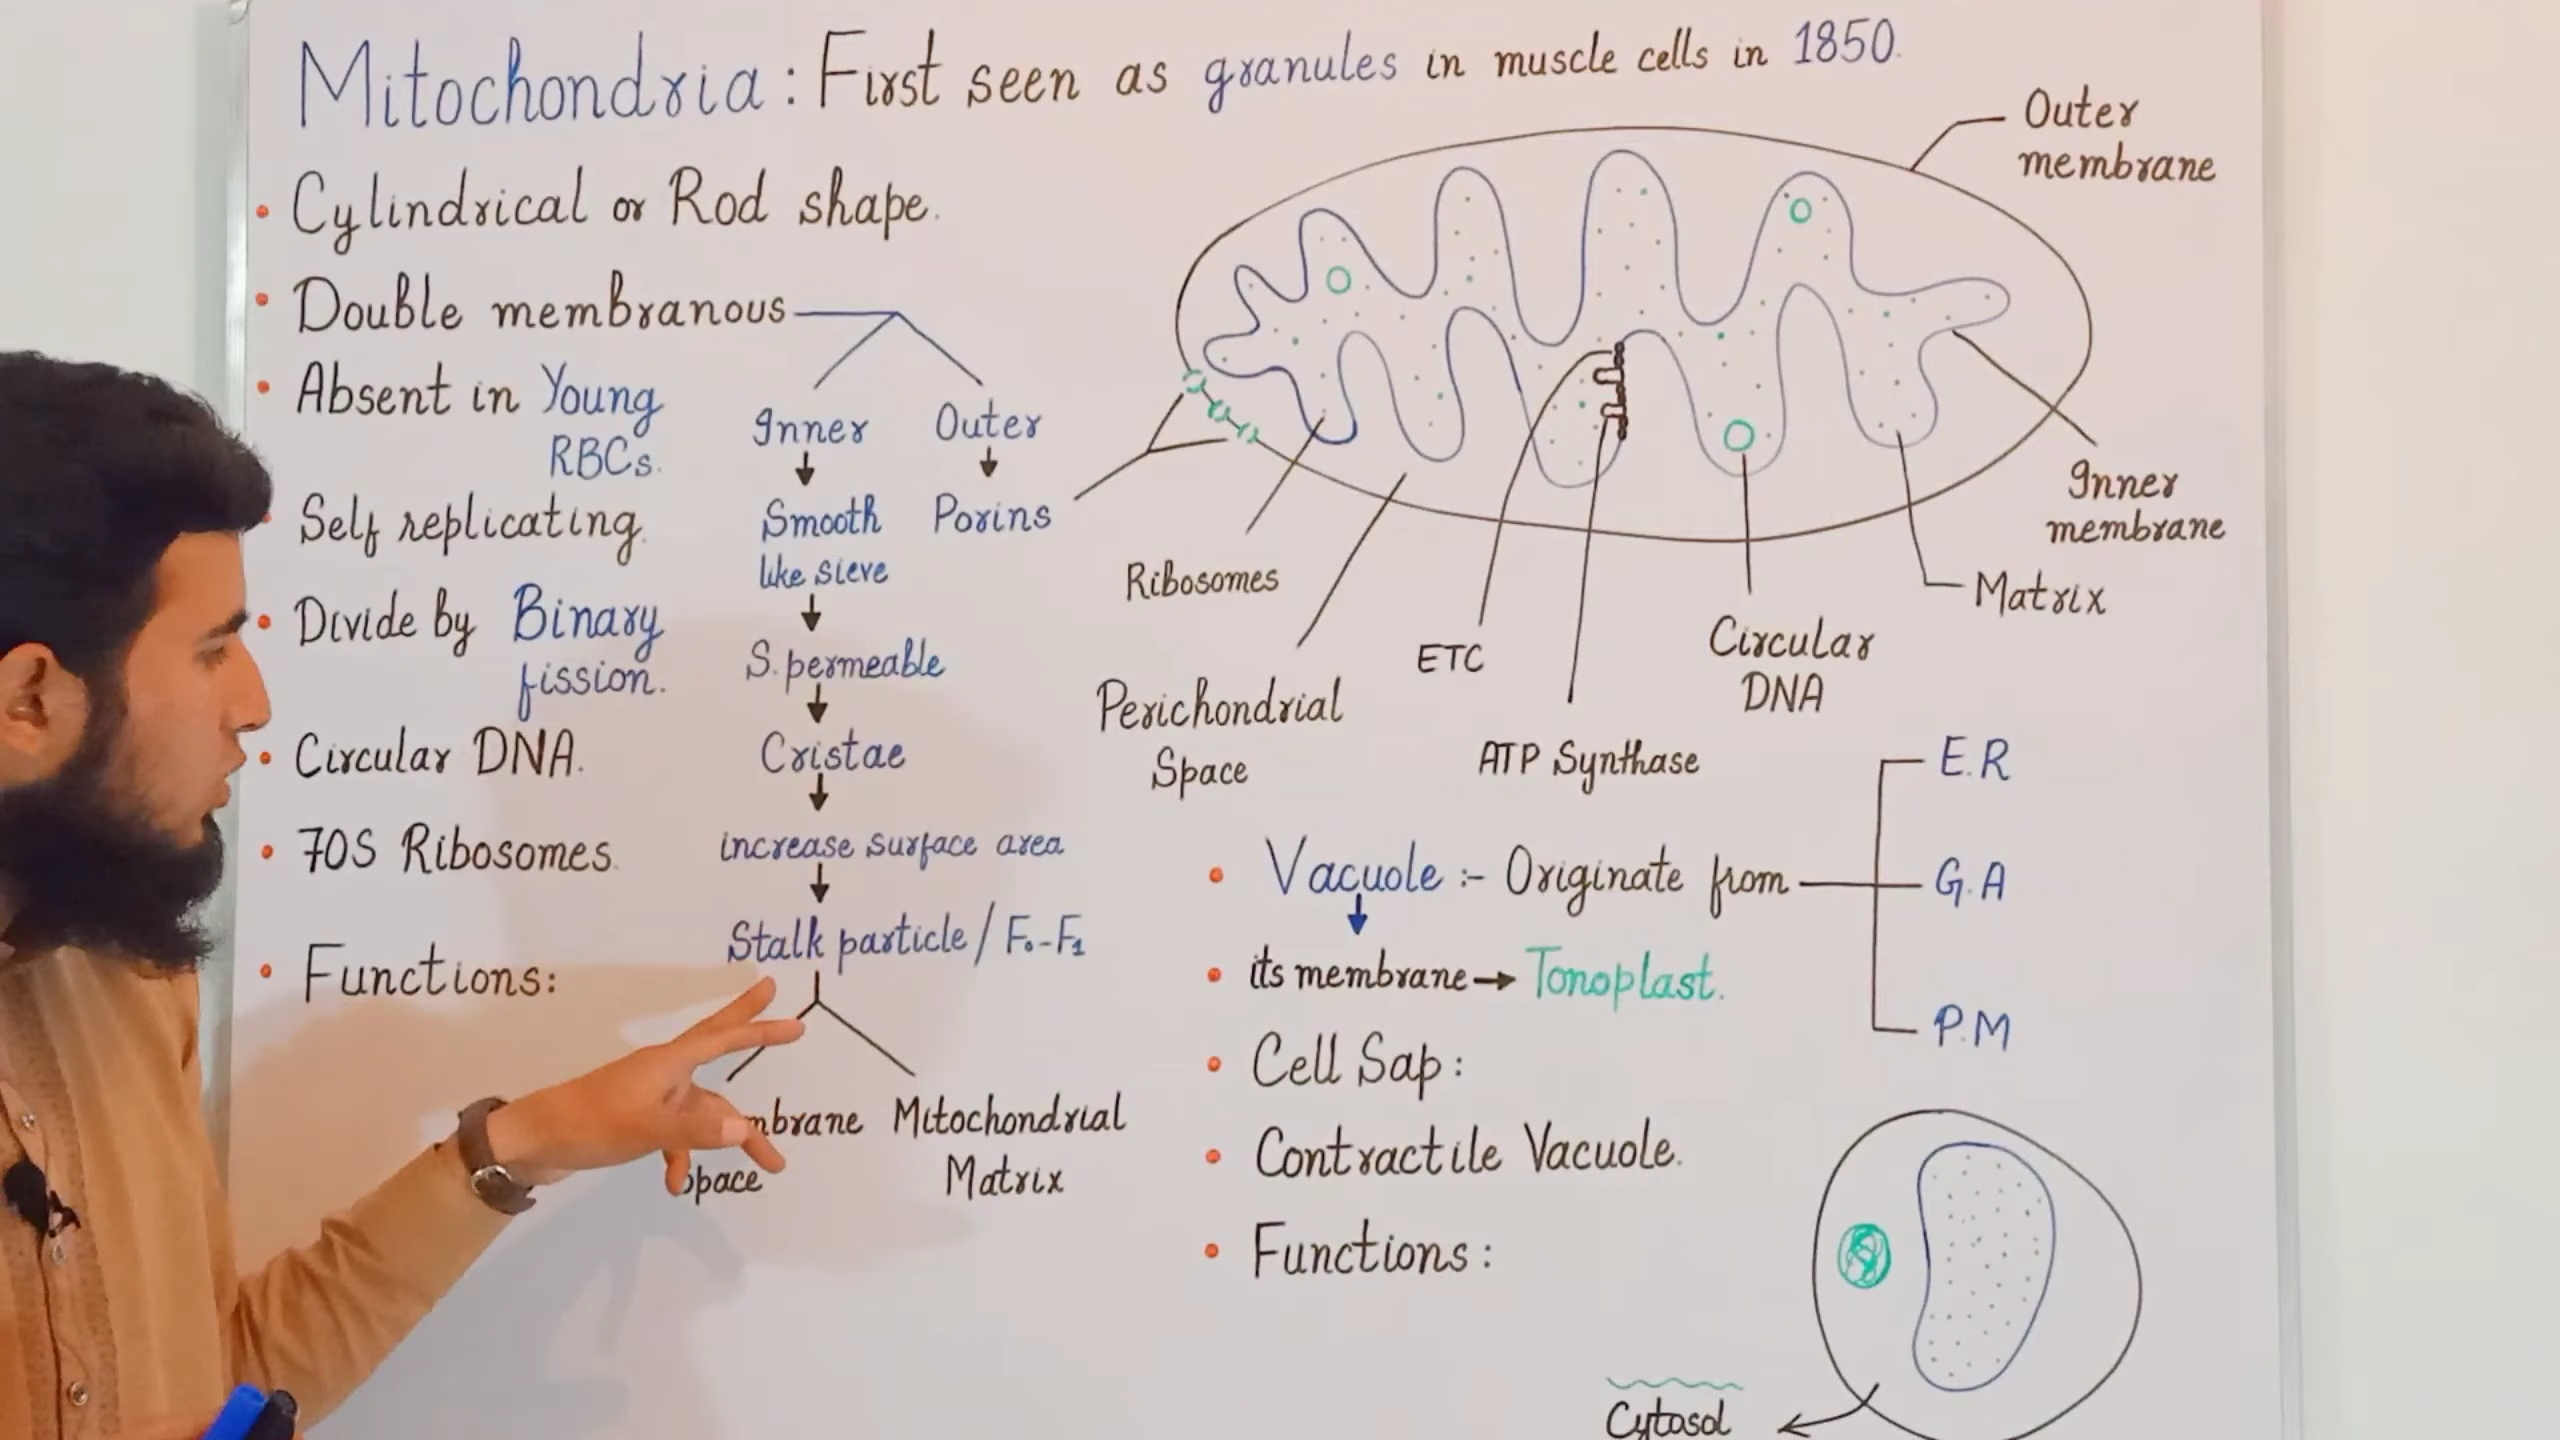 Mitochondria : First seen as granules in muscle cells in 1850.
• Cylindrical or Rod shape.
• Double membranous
• Absent in Young
RBCs.
Self replicating.
• Divide by Binary
fission.
• Circular DNA.
• 70S Ribosomes.
• Functions:
Inner
Smooth
like sieve
S. permeable
Cristae
increase surface area
Stalk particle / F₀-F₁
Space
Mitochondrial
Matrix
Outer
Porins
Outer
membrane
Inner
membrane
Matrix
Circular
DNA
ATP Synthase
ETC
Perichondrial
Space
Ribosomes
• Vacuole :- Originate from
E.R
G.A
P.M
• its membrane → Tonoplast.
• Cell Sap :
• Contractile Vacuole.
• Functions :
Cytosol